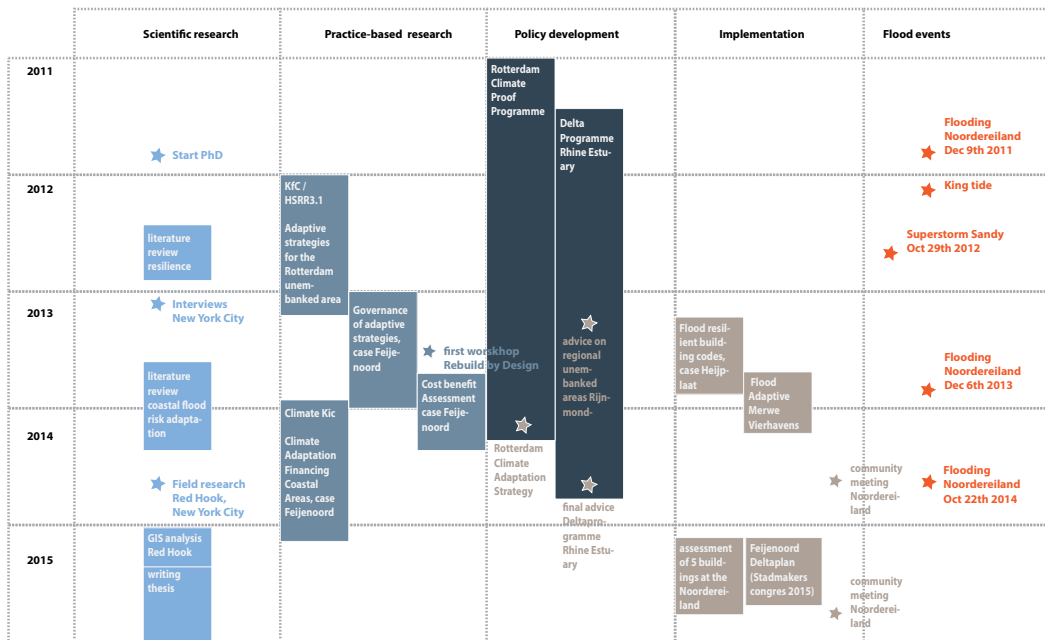 Scientific research
Practice-based research
Policy development
Implementation
Flood events
2011
2012
2013
2014
2015
Start PhD
literature
review
resilience
Interviews
New York City
literature
review
coastal flood
risk adapta-
tion
Field research
Red Hook,
New York City
GIS analysis
Red Hook
writing
thesis
KfC /
HSRR3.1
Adaptive
strategies
for the
Rotterdam
unem-
banked area
Governance
of adaptive
strategies,
case Feije-
noord
first worskhop
Rebuild by Design
Cost benefit
Assessment
case Feije-
noord
Climate Kic
Climate
Adaptation
Financing
Coastal
Areas, case
Feijenoord
Rotterdam
Climate
Proof
Programme
Delta
Programme
Rhine Estu-
ary
advice on
regional
unem-
banked
areas Rijn-
mond-
Rotterdam
Climate
Adaptation
Strategy
final advice
Deltapro-
gramme
Rhine Estu-
ary
Flood resil
ient build-
ing codes,
case Heijp-
laat
Flood
Adaptive
Merwe
Vierhavens
community
meeting
Noorderei-
land
assessment
of 5 build-
ings at the
Noorderei-
land
Feijenoord
Deltaplan
(Stadmakers
congres 2015)
community
meeting
Noorderei-
land
Flooding
Noordereiland
Dec 9th 2011
King tide
Superstorm Sandy
Oct 29th 2012
Flooding
Noordereiland
Dec 6th 2013
Flooding
Noordereiland
Oct 22th 2014